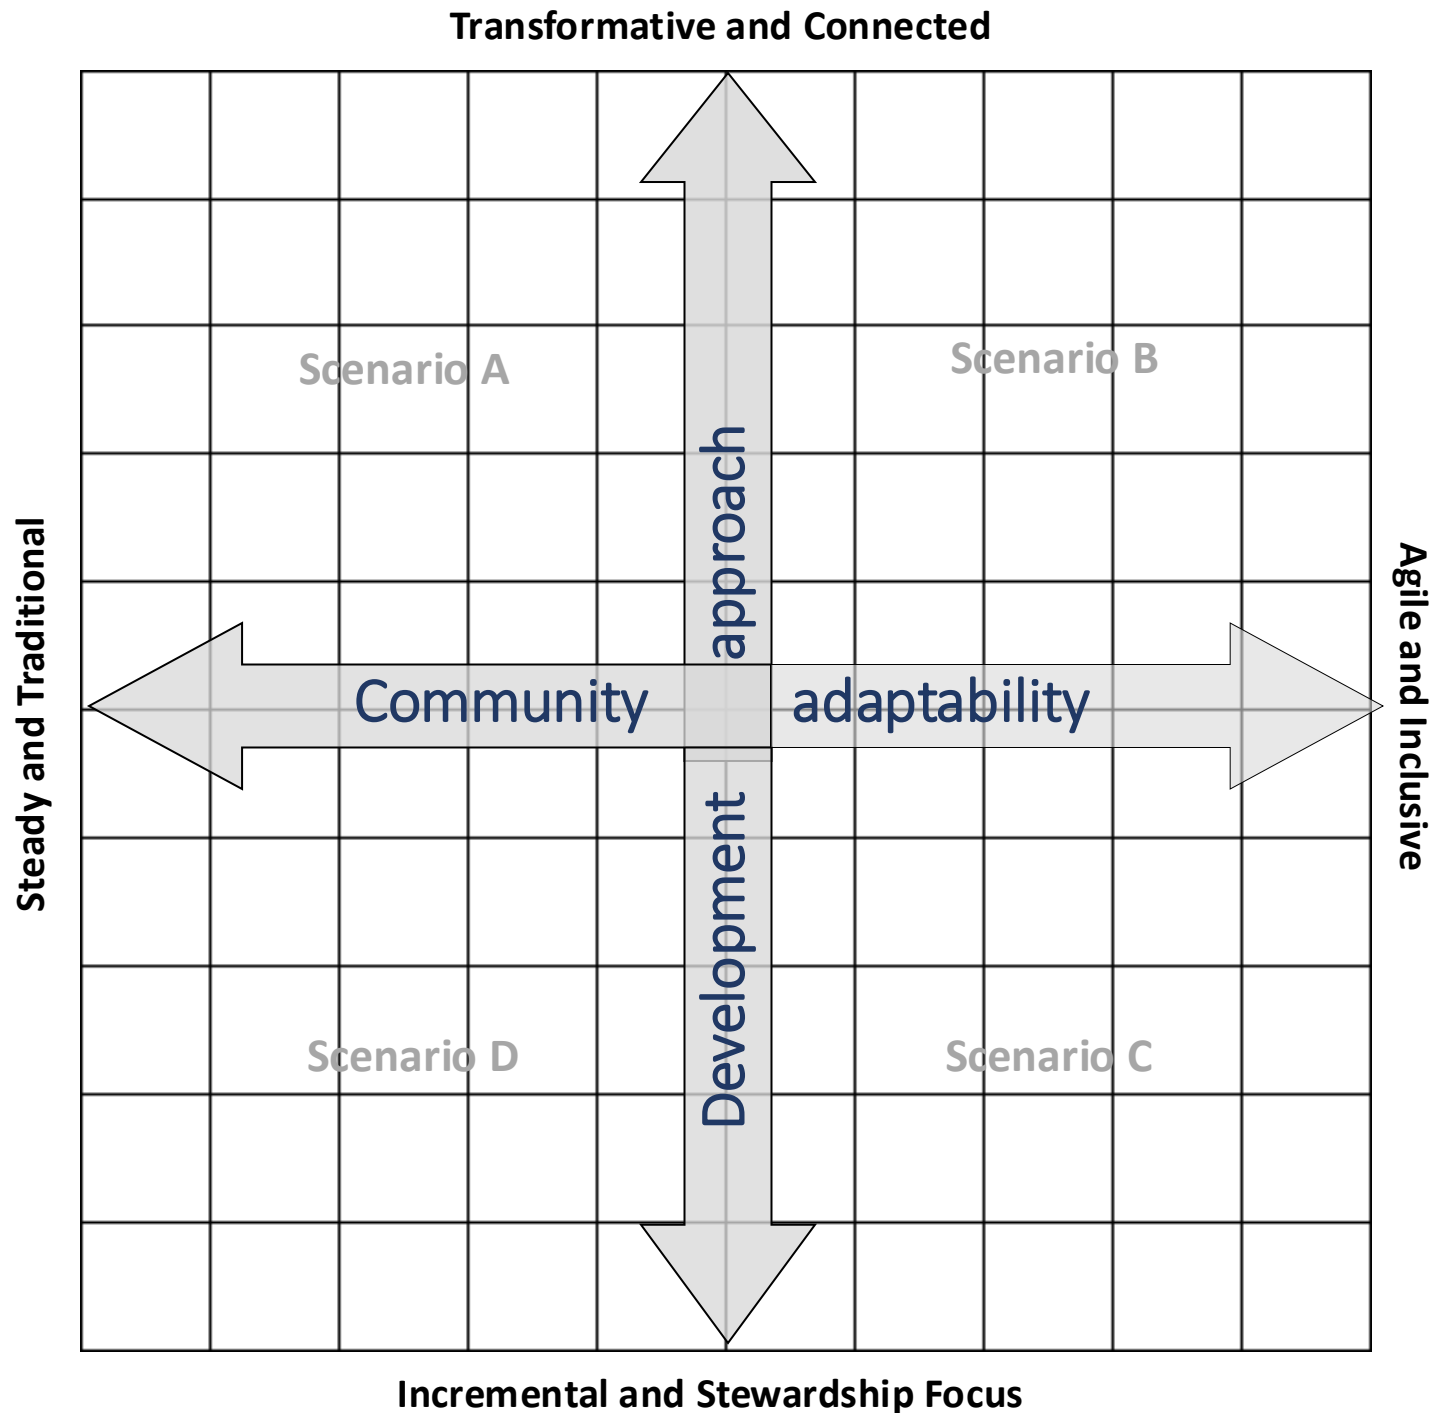 Transformative and Connected
Scenario A
Scenario B
Development approach
Steady and Traditional
Community adaptability
Agile and Inclusive
Scenario D
Scenario C
Incremental and Stewardship Focus